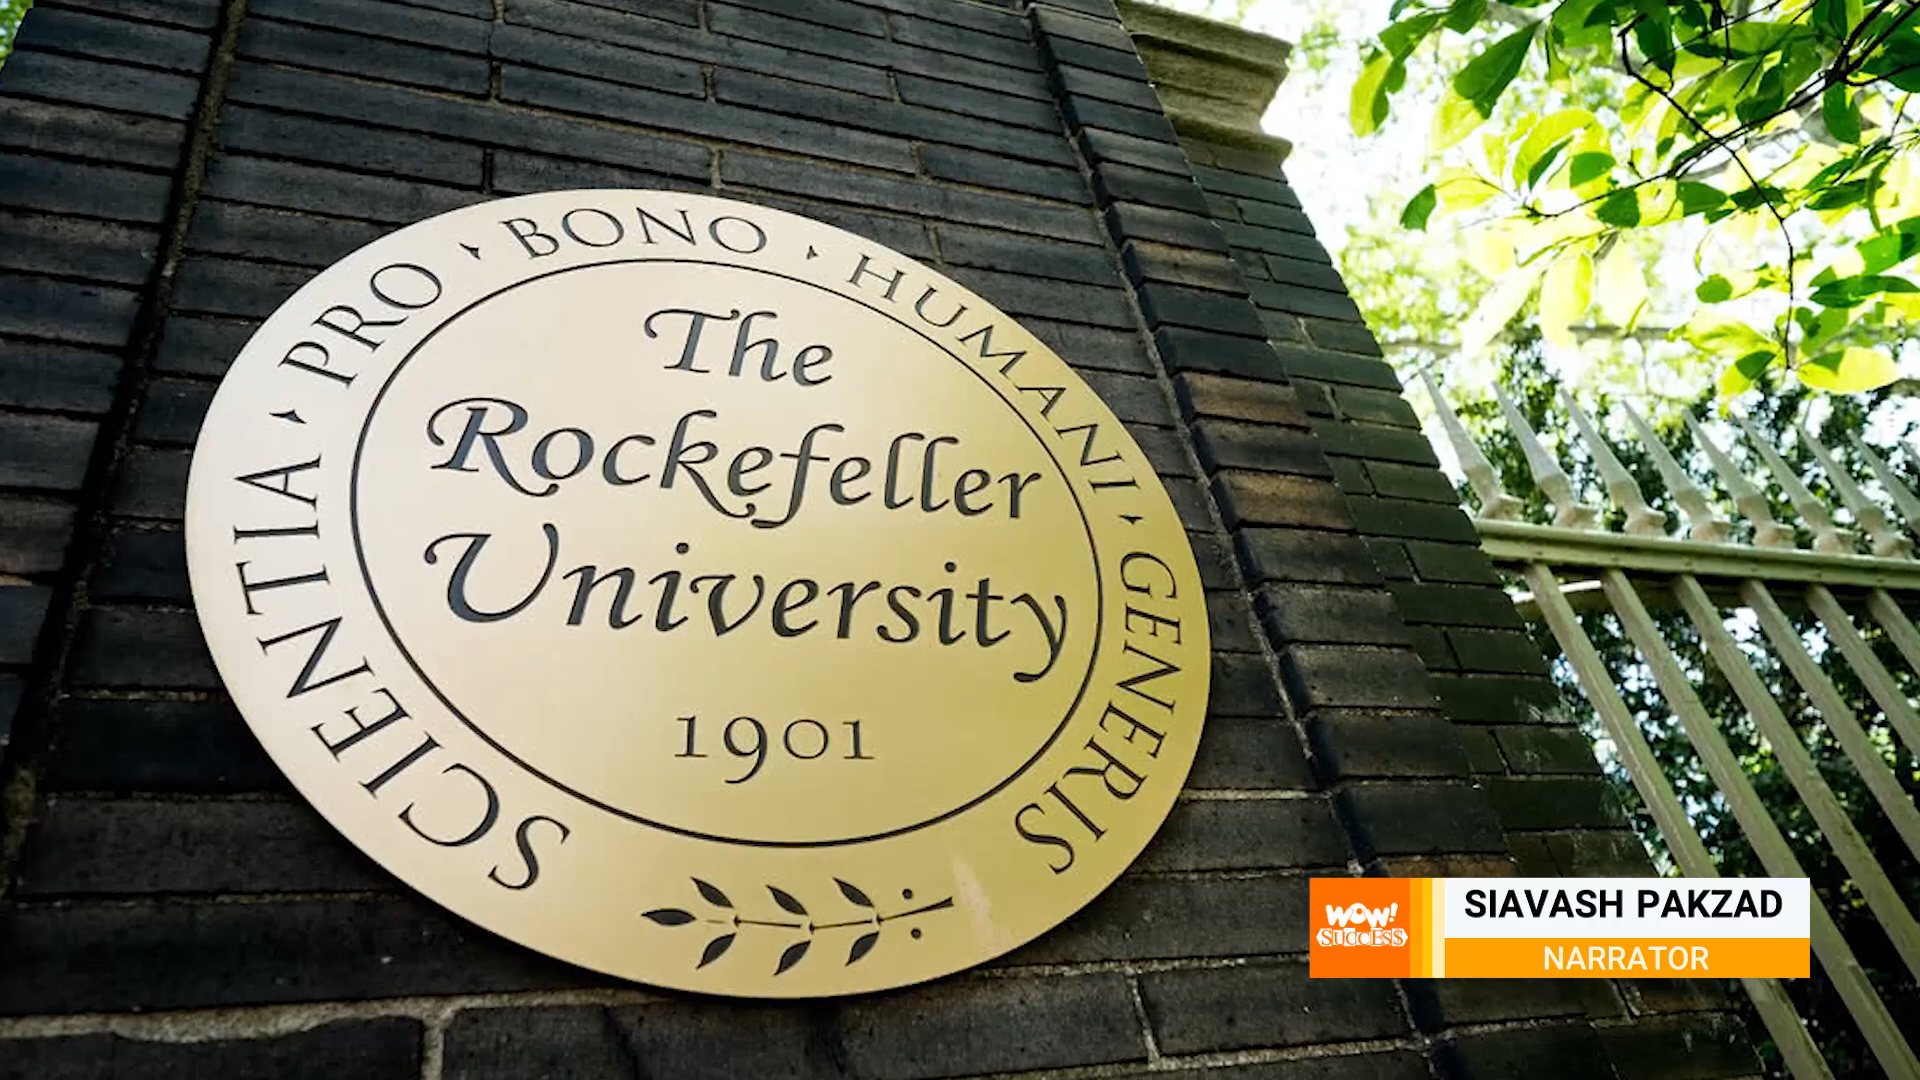 SCIENTIA · PRO · BONO · HUMANI · GENERIS
The
Rockefeller
University
1901
WOW!
SUCCESS
SIAVASH PAKZAD
NARRATOR